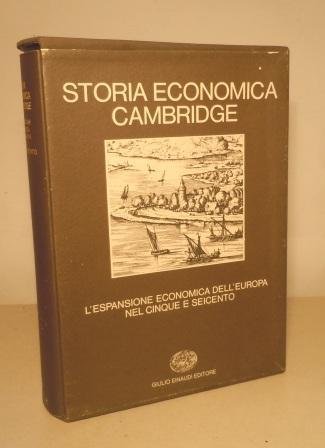 STORIA ECONOMICA
CAMBRIDGE
L'ESPANSIONE ECONOMICA DELL'EUROPA
NEL CINQUE E SEICENTO
GIULIO EINAUDI EDITORE